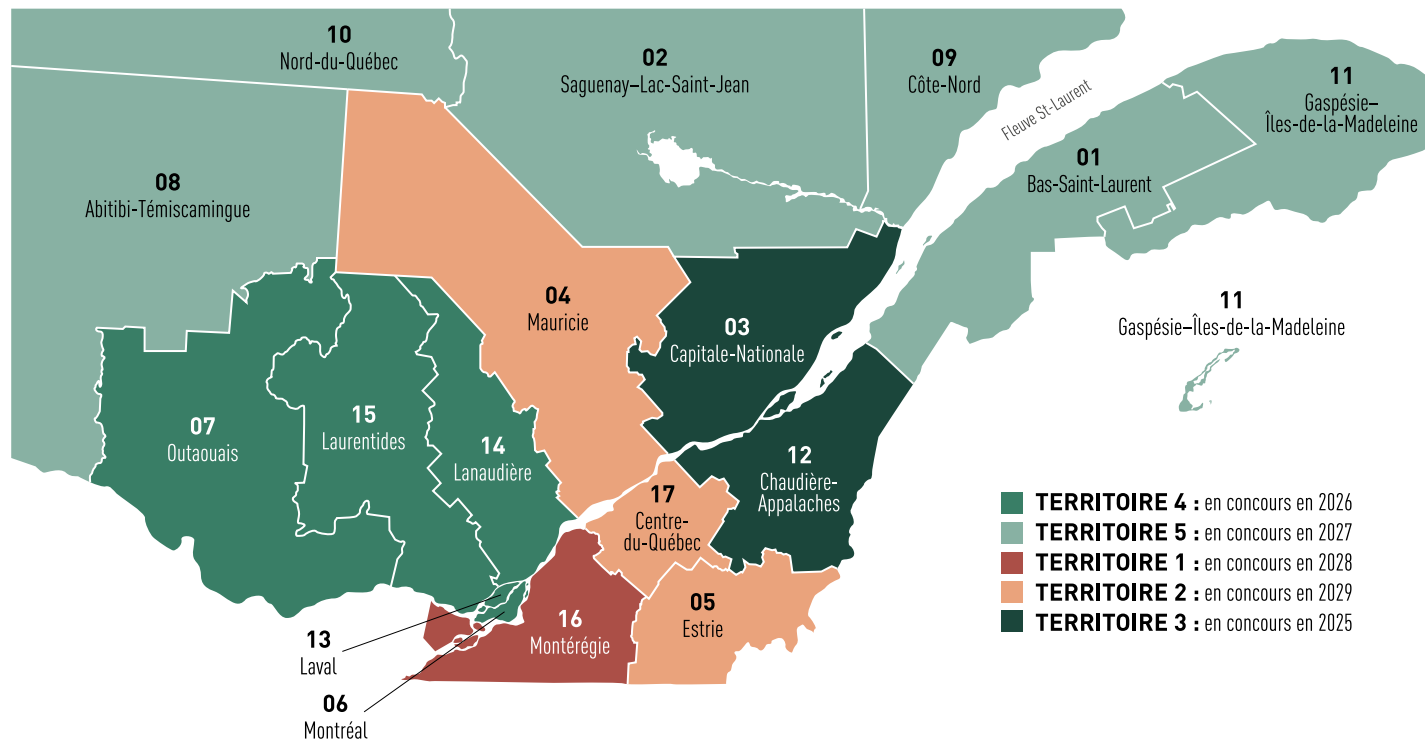 10
Nord-du-Québec
02
Saguenay–Lac-Saint-Jean
09
Côte-Nord
Fleuve St-Laurent
11
Gaspésie–
Îles-de-la-Madeleine
01
Bas-Saint-Laurent
08
Abitibi-Témiscamingue
04
Mauricie
03
Capitale-Nationale
11
Gaspésie–Îles-de-la-Madeleine
07
Outaouais
15
Laurentides
14
Lanaudière
12
Chaudière-
Appalaches
17
Centre-
du-Québec
16
Montérégie
05
Estrie
13
Laval
06
Montréal
TERRITOIRE 4 : en concours en 2026
TERRITOIRE 5 : en concours en 2027
TERRITOIRE 1 : en concours en 2028
TERRITOIRE 2 : en concours en 2029
TERRITOIRE 3 : en concours en 2025